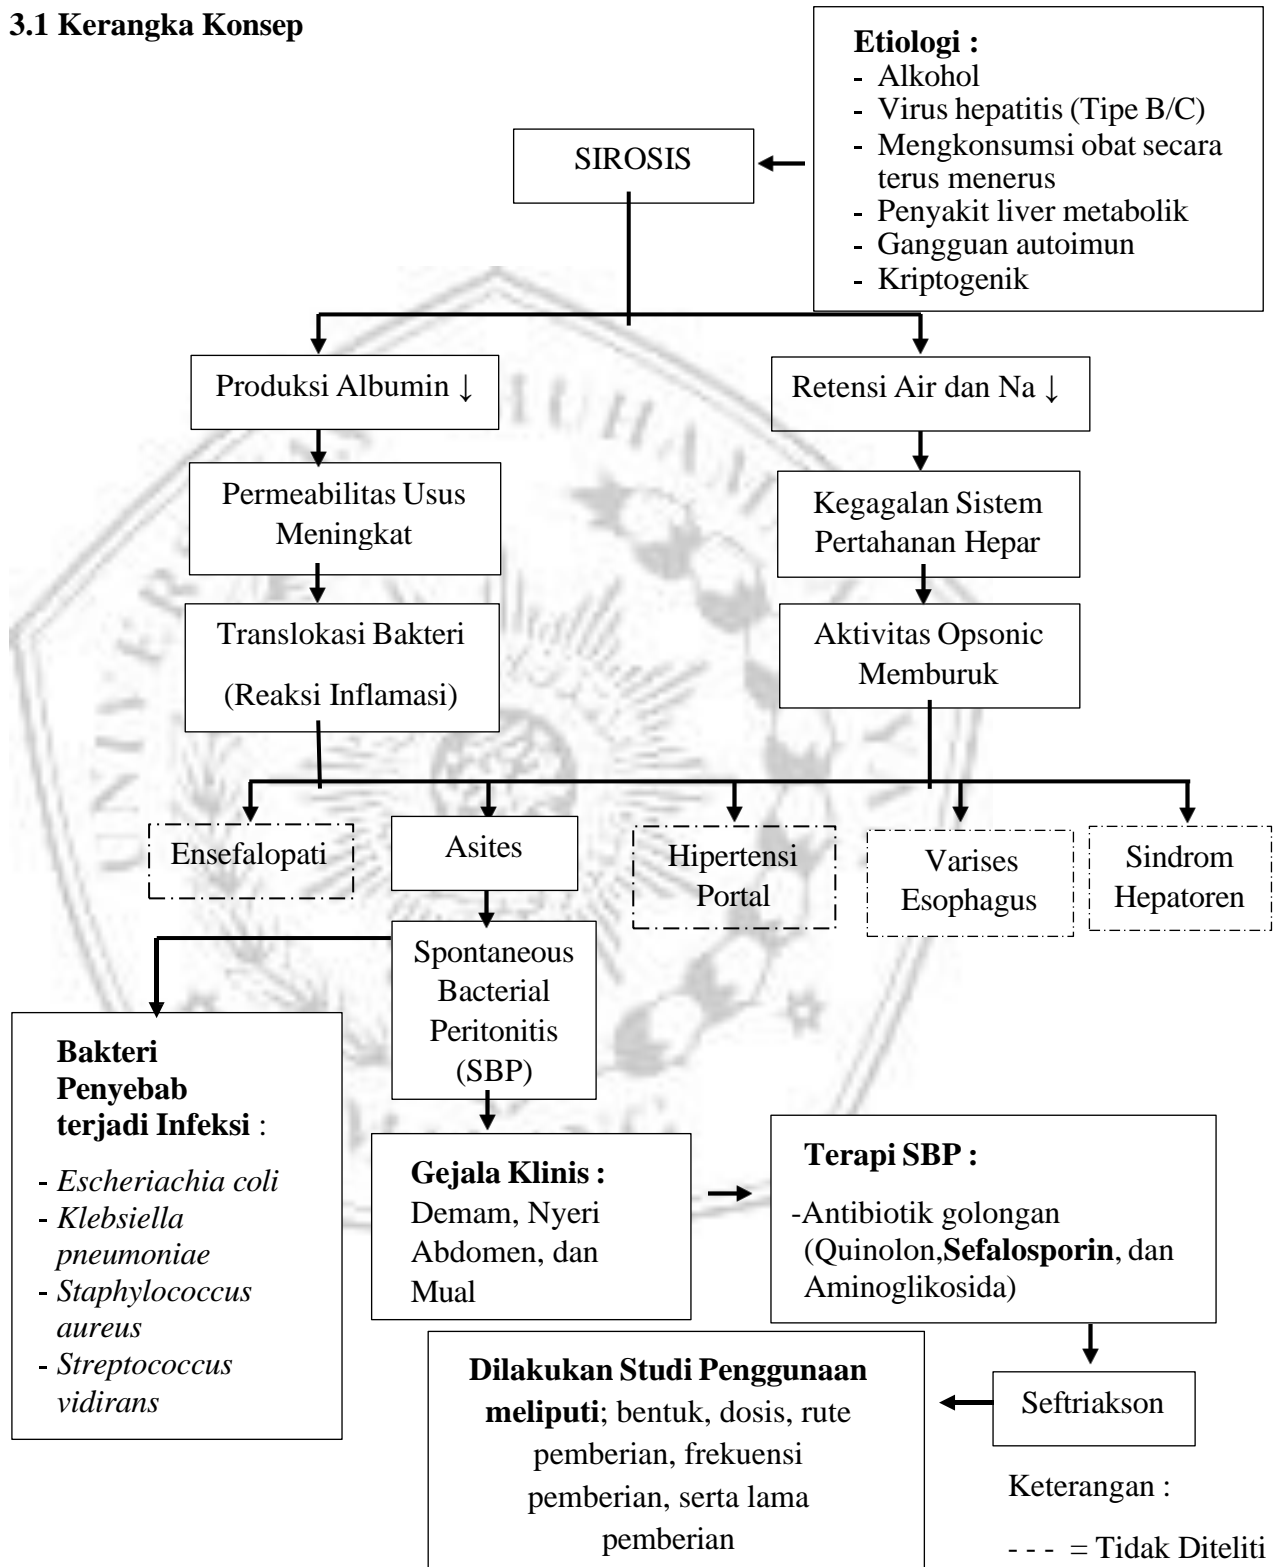 3.1 Kerangka Konsep
Etiologi :
- Alkohol
- Virus hepatitis (Tipe B/C)
- Mengkonsumsi obat secara
terus menerus
- Penyakit liver metabolik
- Gangguan autoimun
- Kriptogenik
SIROSIS
Produksi Albumin ↓
Retensi Air dan Na ↓
Permeabilitas Usus
Meningkat
Kegagalan Sistem
Pertahanan Hepar
Translokasi Bakteri
(Reaksi Inflamasi)
Aktivitas Opsonic
Memburuk
Ensefalopati
Asites
Hipertensi
Portal
Varises
Esophagus
Sindrom
Hepatoren
Spontaneous
Bacterial
Peritonitis
(SBP)
Bakteri
Penyebab
terjadi Infeksi :
- Escheriachia coli
- Klebsiella
pneumoniae
- Staphylococcus
aureus
- Streptococcus
vidirans
Gejala Klinis :
Demam, Nyeri
Abdomen, dan
Mual
Terapi SBP :
-Antibiotik golongan
(Quinolon,Sefalosporin, dan
Aminoglikosida)
Seftriakson
Dilakukan Studi Penggunaan
meliputi; bentuk, dosis, rute
pemberian, frekuensi
pemberian, serta lama
pemberian
Keterangan :
- - - = Tidak Diteliti